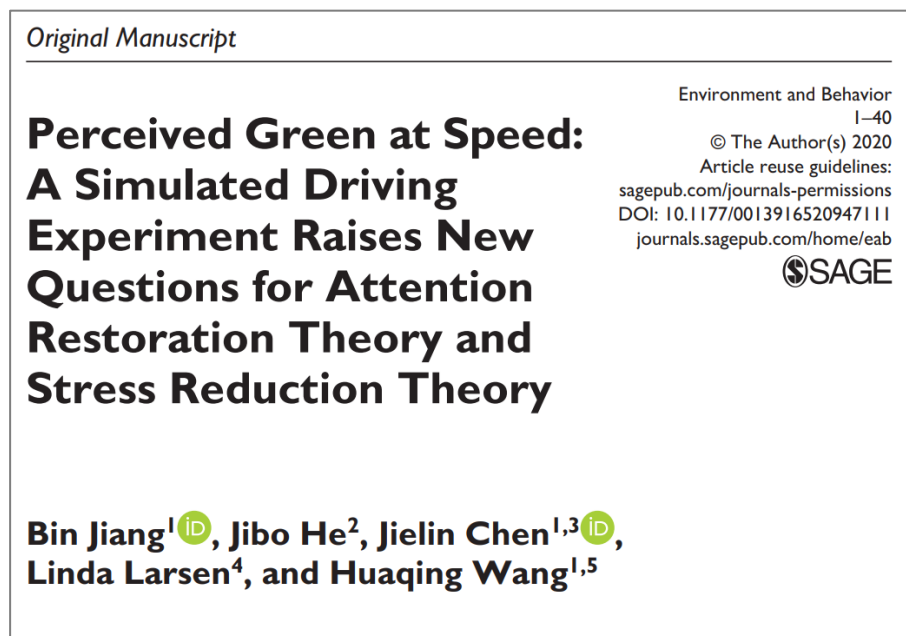 Original Manuscript
Perceived Green at Speed:
A Simulated Driving
Experiment Raises New
Questions for Attention
Restoration Theory and
Stress Reduction Theory
Environment and Behavior
1–40
© The Author(s) 2020
Article reuse guidelines:
sagepub.com/journals-permissions
DOI: 10.1177/0013916520947111
journals.sagepub.com/home/eab
SAGE
Bin Jiang1 iD, Jibo He2, Jielin Chen1,3 iD,
Linda Larsen4, and Huaqing Wang1,5